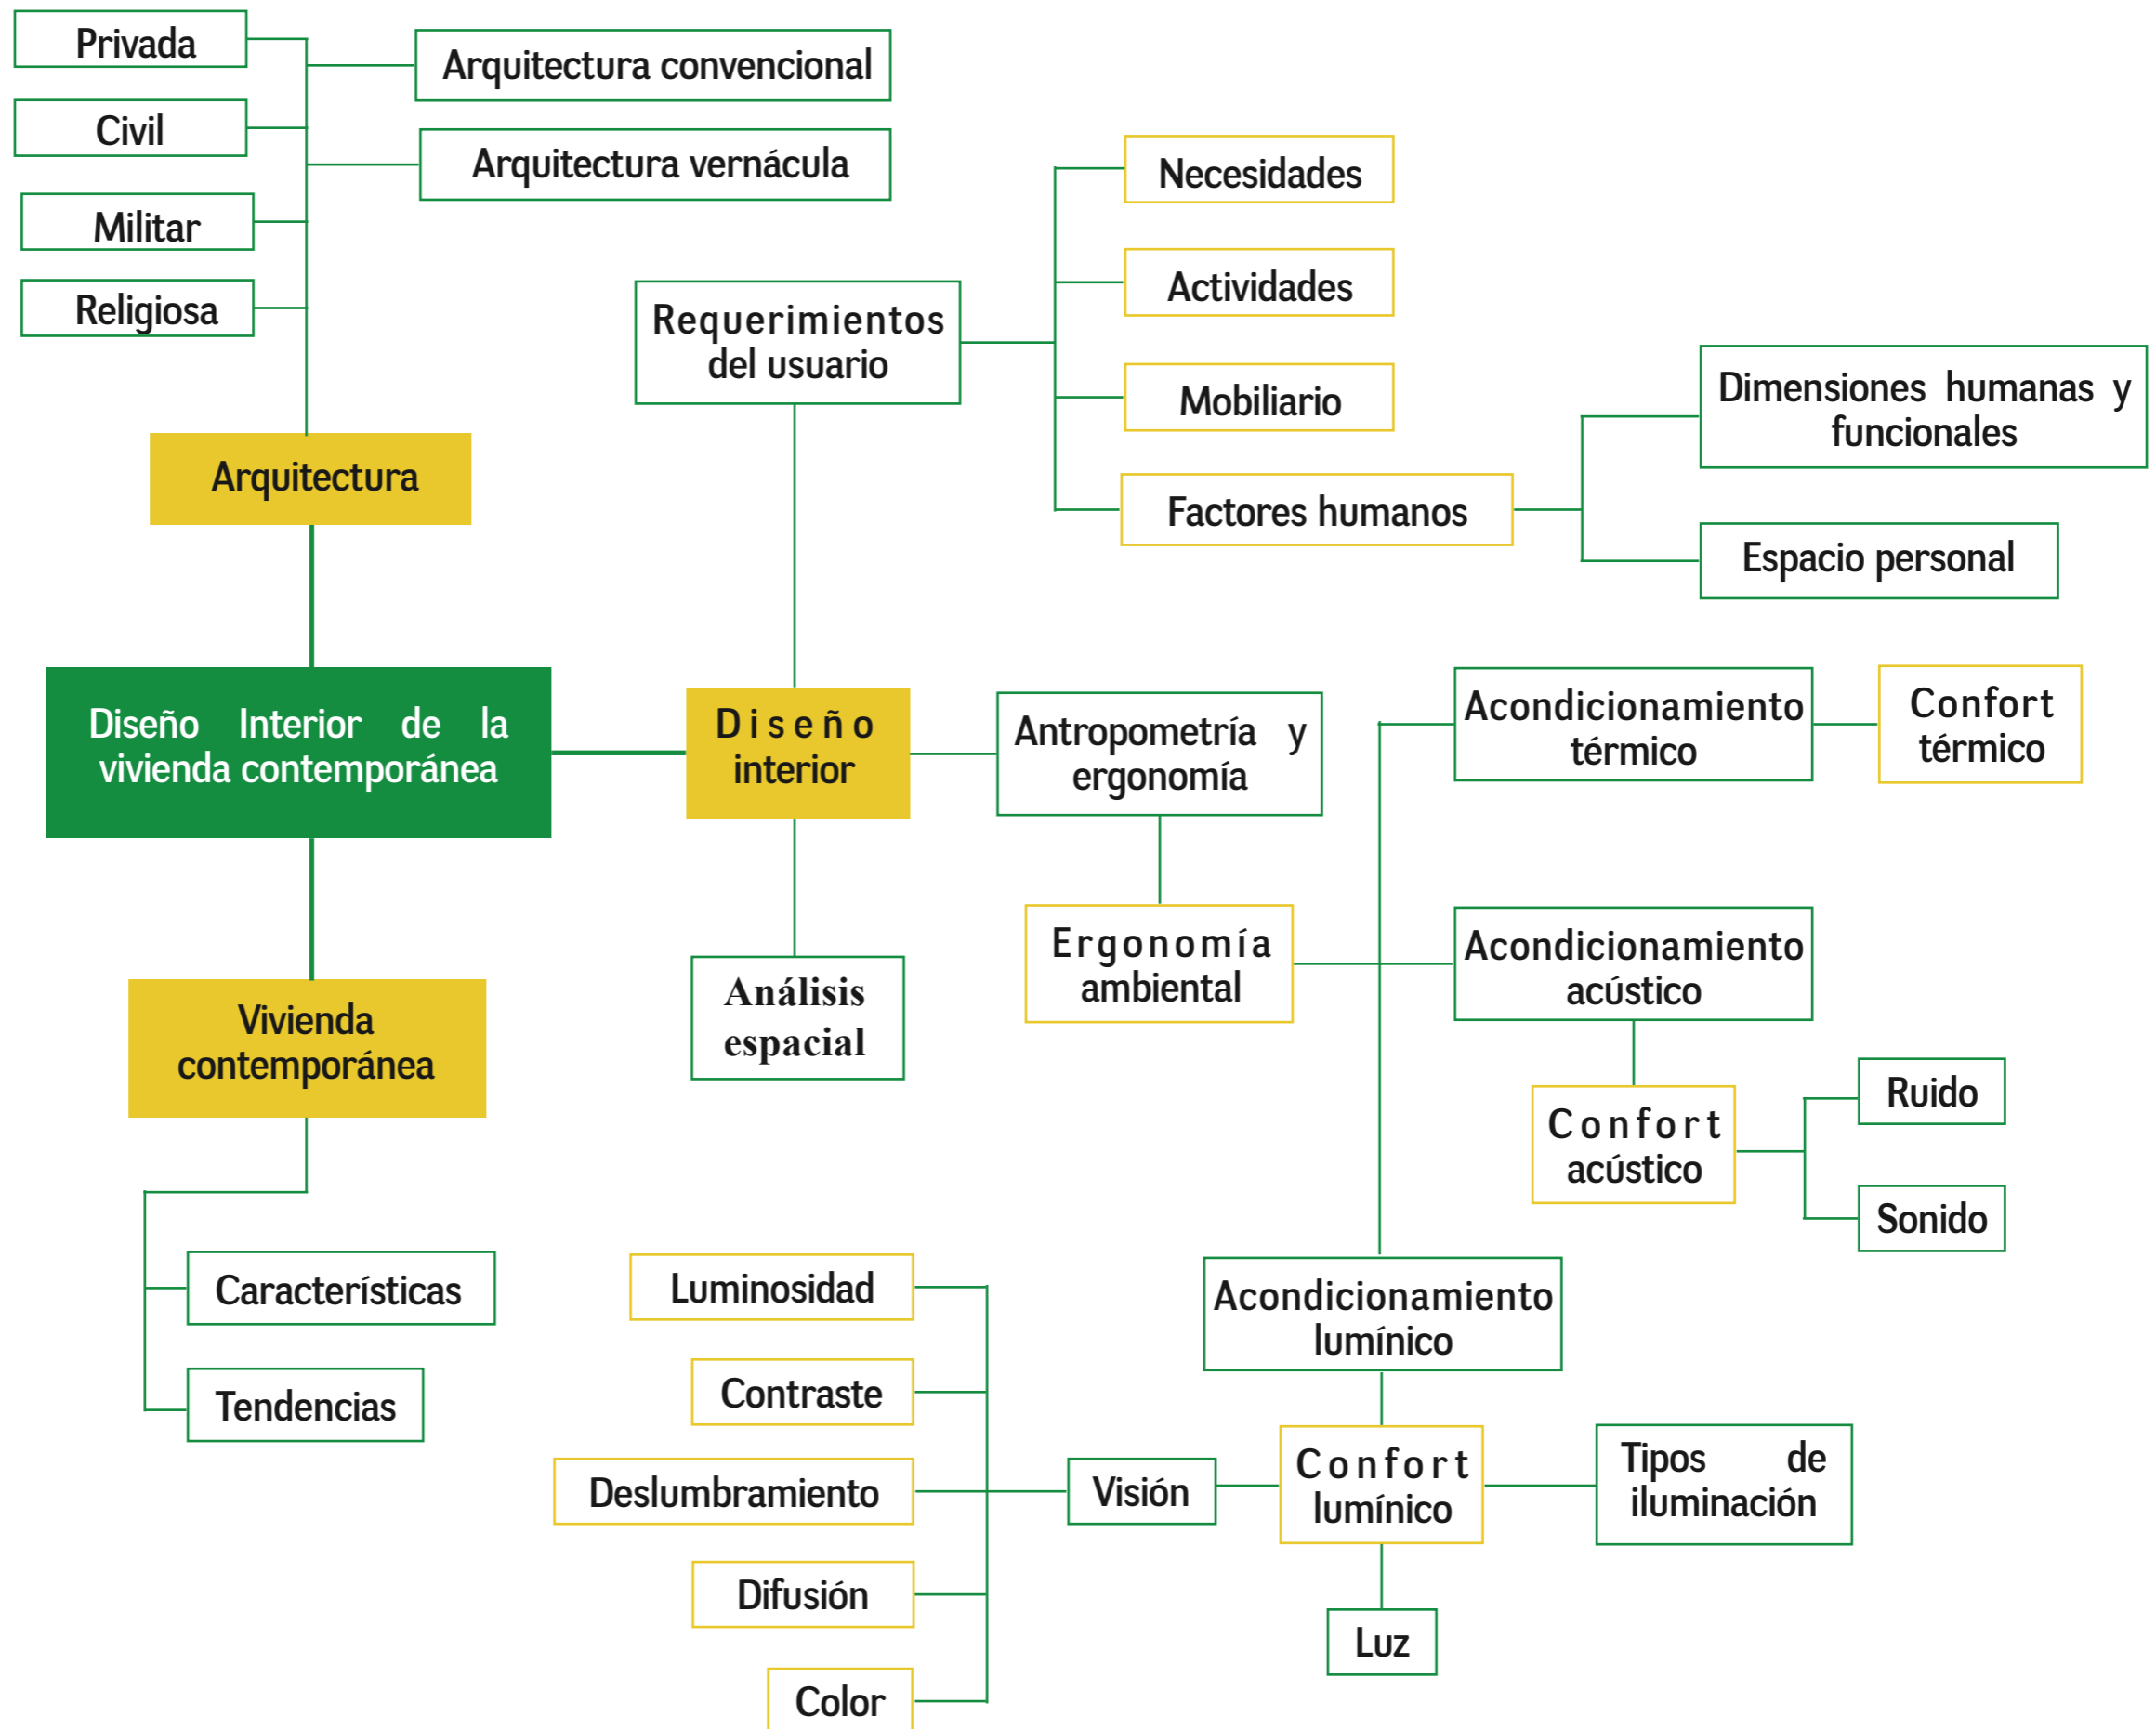 Privada
Civil
Militar
Religiosa
Arquitectura convencional
Arquitectura vernácula
Arquitectura
Requerimientos
del usuario
Necesidades
Actividades
Mobiliario
Factores humanos
Dimensiones humanas y
funcionales
Espacio personal
Diseño Interior de la
vivienda contemporánea
Diseño
interior
Antropometría y
ergonomía
Acondicionamiento
térmico
Confort
térmico
Ergonomía
ambiental
Acondicionamiento
acústico
Análisis
espacial
Confort
acústico
Ruido
Sonido
Vivienda
contemporánea
Características
Tendencias
Acondicionamiento
lumínico
Confort
lumínico
Tipos de
iluminación
Visión
Luz
Luminosidad
Contraste
Deslumbramiento
Difusión
Color